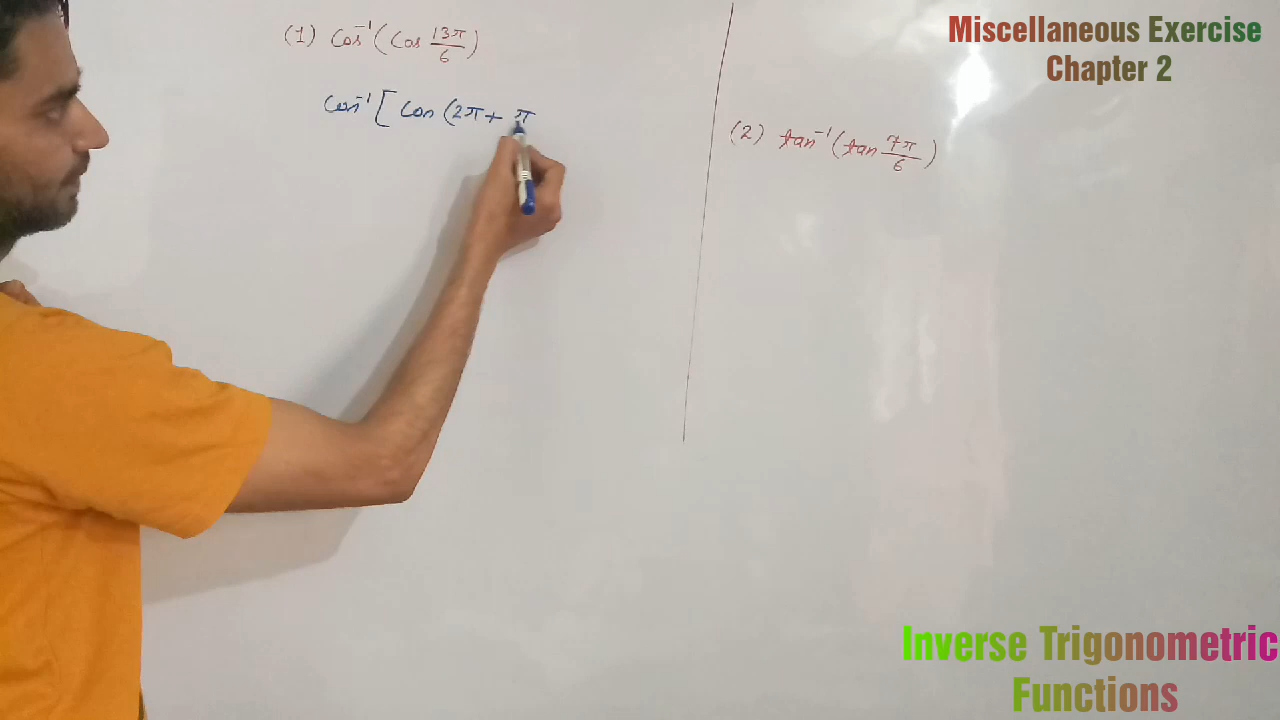 (1) cos⁻¹(cos 13π/6)
cos⁻¹[cos(2π+ π
(2) tan⁻¹(tan 7π/6)
Miscellaneous Exercise
Chapter 2
Inverse Trigonometric
Functions